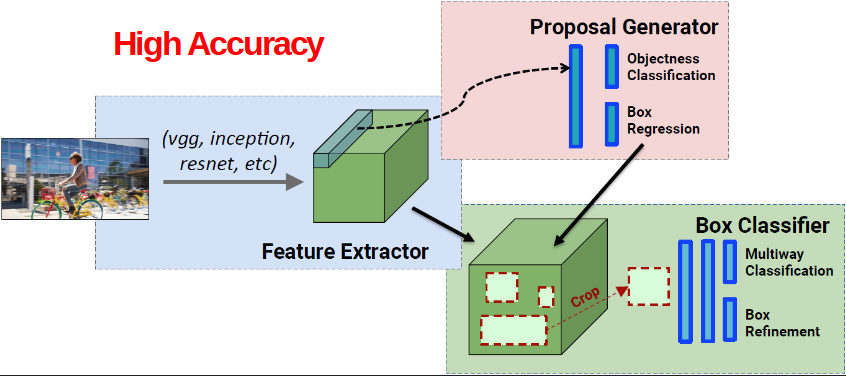 High Accuracy
Proposal Generator
Objectness
Classification
Box
Regression
(vgg, inception,
resnet, etc)
Feature Extractor
Box Classifier
Multiway
Classification
Crop
Box
Refinement